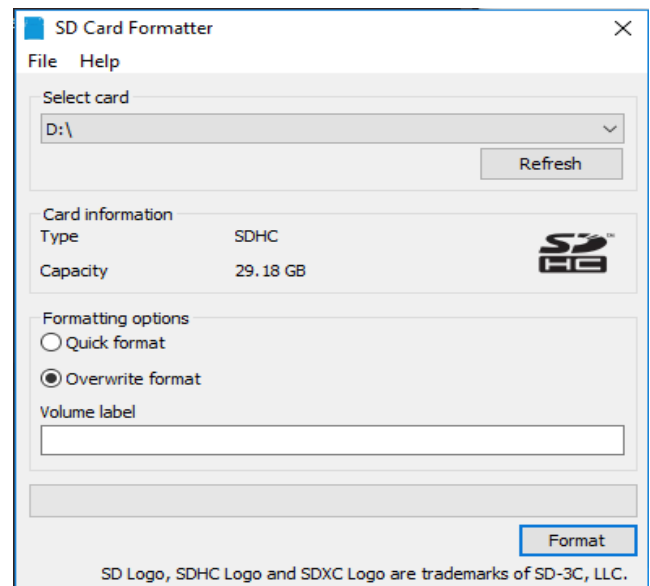 SD Card Formatter
File Help
Select card
D:\
Refresh
Card information
Type SDHC
Capacity 29.18 GB
SD™
HC
Formatting options
Quick format
Overwrite format
Volume label
Format
SD Logo, SDHC Logo and SDXC Logo are trademarks of SD-3C, LLC.